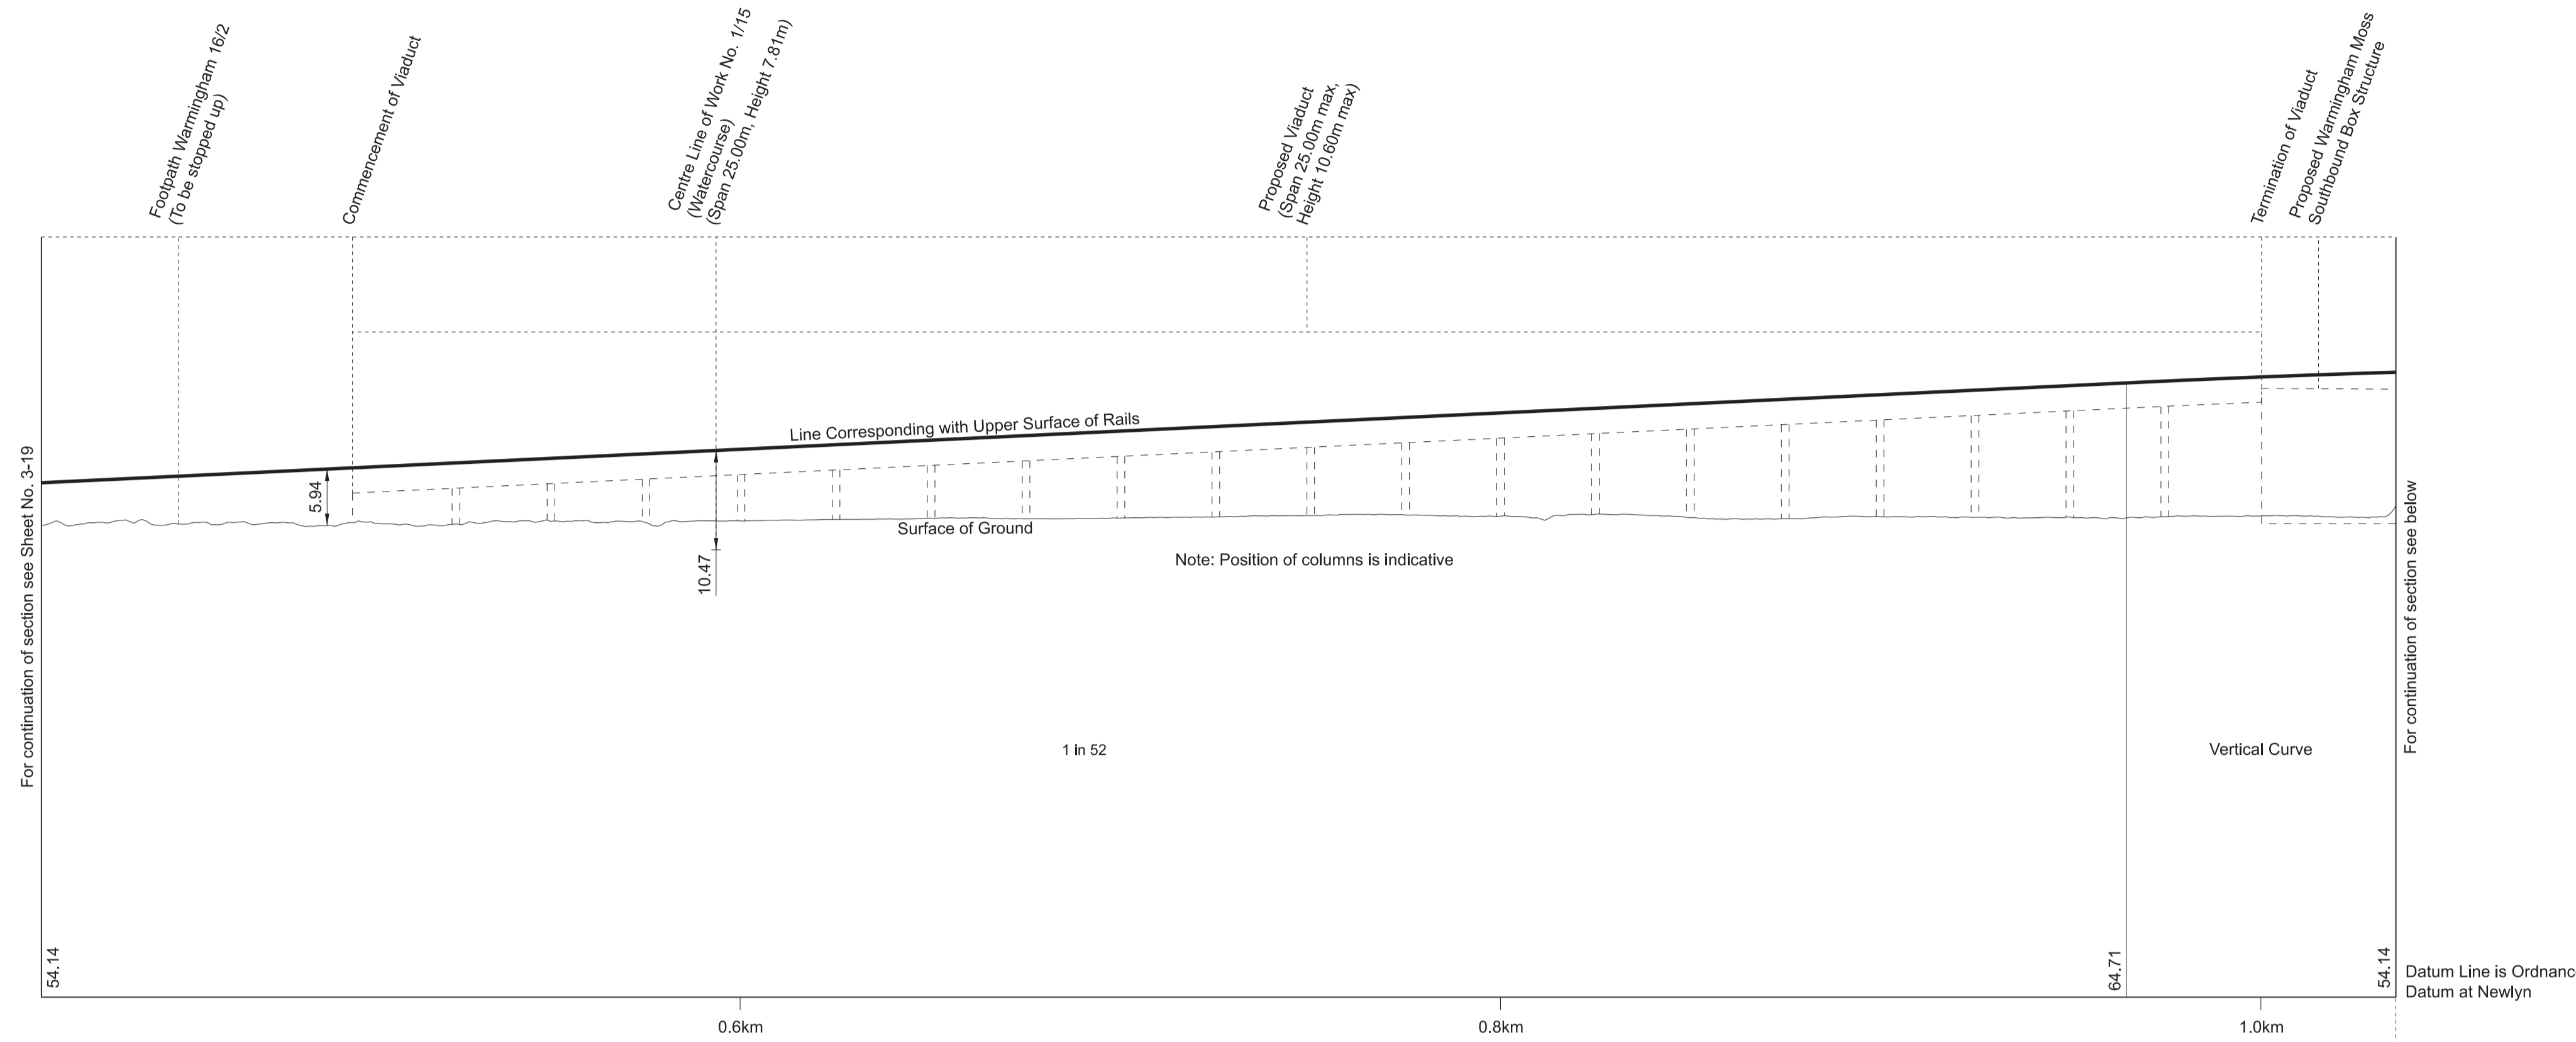 Footpath Warmingham 16/2
(To be stopped up)
Commencement of Viaduct
Centre Line of Work No. 1/15
(Watercourse)
(Span 25.00m, Height 7.81m)
Proposed Viaduct
(Span 25.00m max,
Height 10.60m max)
Termination of Viaduct
Proposed Warmingham Moss
Southbound Box Structure
For continuation of section see Sheet No. 3-19
5.94
Line Corresponding with Upper Surface of Rails
Surface of Ground
10.47
Note: Position of columns is indicative
For continuation of section see below
1 in 52
Vertical Curve
54.14
64.71
54.14
Datum Line is Ordnanc
Datum at Newlyn
0.6km
0.8km
1.0km